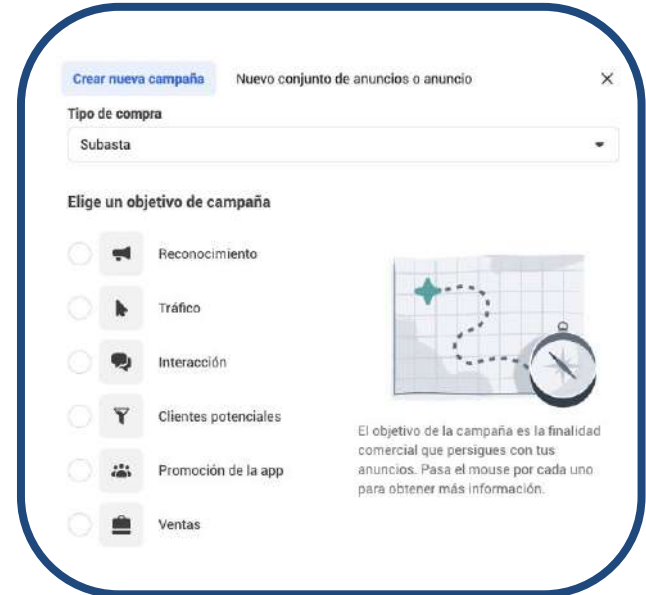 Crear nueva campaña
Nuevo conjunto de anuncios o anuncio
Tipo de compra
Subasta
Elige un objetivo de campaña
Reconocimiento
Tráfico
Interacción
Clientes potenciales
Promoción de la app
Ventas
El objetivo de la campaña es la finalidad
comercial que persigues con tus
anuncios. Pasa el mouse por cada uno
para obtener más información.